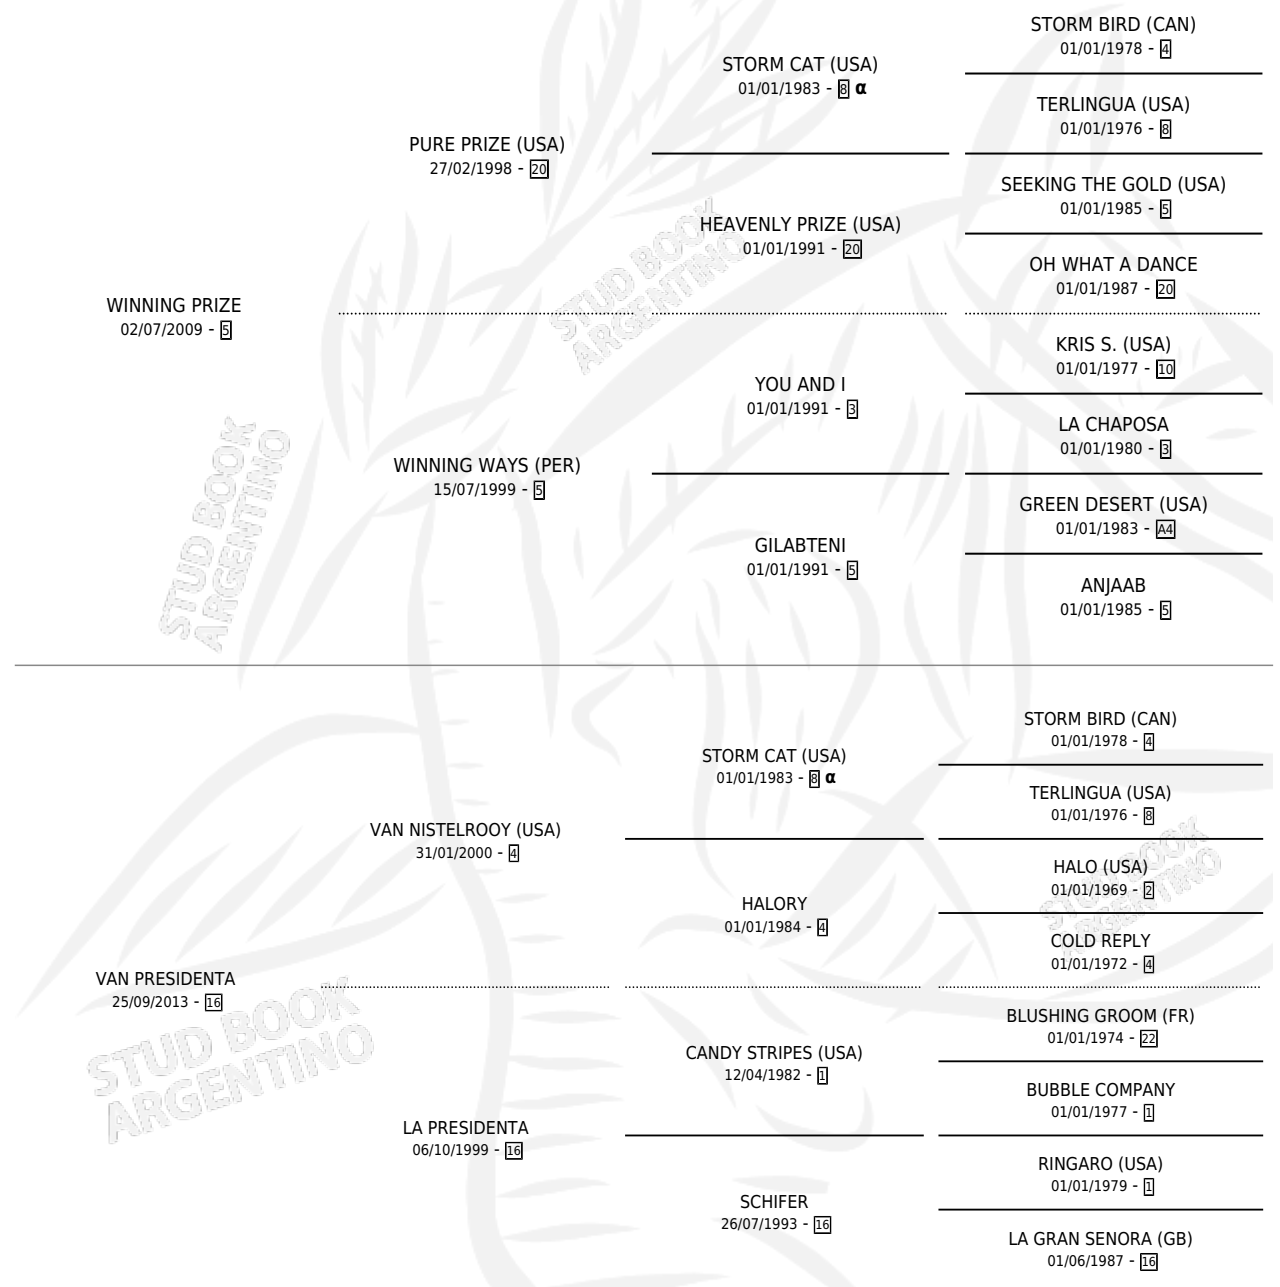 STORM BIRD (CAN)
01/01/1978 - 4
STORM CAT (USA)
01/01/1983 - 8 α
TERLINGUA (USA)
01/01/1976 - 8
PURE PRIZE (USA)
27/02/1998 - 20
SEEKING THE GOLD (USA)
01/01/1985 - 5
HEAVENLY PRIZE (USA)
01/01/1991 - 20
OH WHAT A DANCE
01/01/1987 - 20
WINNING PRIZE
02/07/2009 - 5
KRIS S. (USA)
01/01/1977 - 10
YOU AND I
01/01/1991 - 3
LA CHAPOSA
01/01/1980 - 3
WINNING WAYS (PER)
15/07/1999 - 5
GREEN DESERT (USA)
01/01/1983 - A4
GILABTENI
01/01/1991 - 5
ANJAAB
01/01/1985 - 5
STUD BOOK
ARGENTINO
STUD BOOK
ARGENTINO
STORM BIRD (CAN)
01/01/1978 - 4
STORM CAT (USA)
01/01/1983 - 8 α
TERLINGUA (USA)
01/01/1976 - 8
VAN NISTELROOY (USA)
31/01/2000 - 4
HALO (USA)
01/01/1969 - 2
HALORY
01/01/1984 - 4
COLD REPLY
01/01/1972 - 4
VAN PRESIDENTA
25/09/2013 - 16
BLUSHING GROOM (FR)
01/01/1974 - 22
CANDY STRIPES (USA)
12/04/1982 - 1
BUBBLE COMPANY
01/01/1977 - 1
LA PRESIDENTA
06/10/1999 - 16
RINGARO (USA)
01/01/1979 - 1
SCHIFER
26/07/1993 - 16
LA GRAN SENORA (GB)
01/06/1987 - 16
STUD BOOK
ARGENTINO
STUD BOOK
ARGENTINO